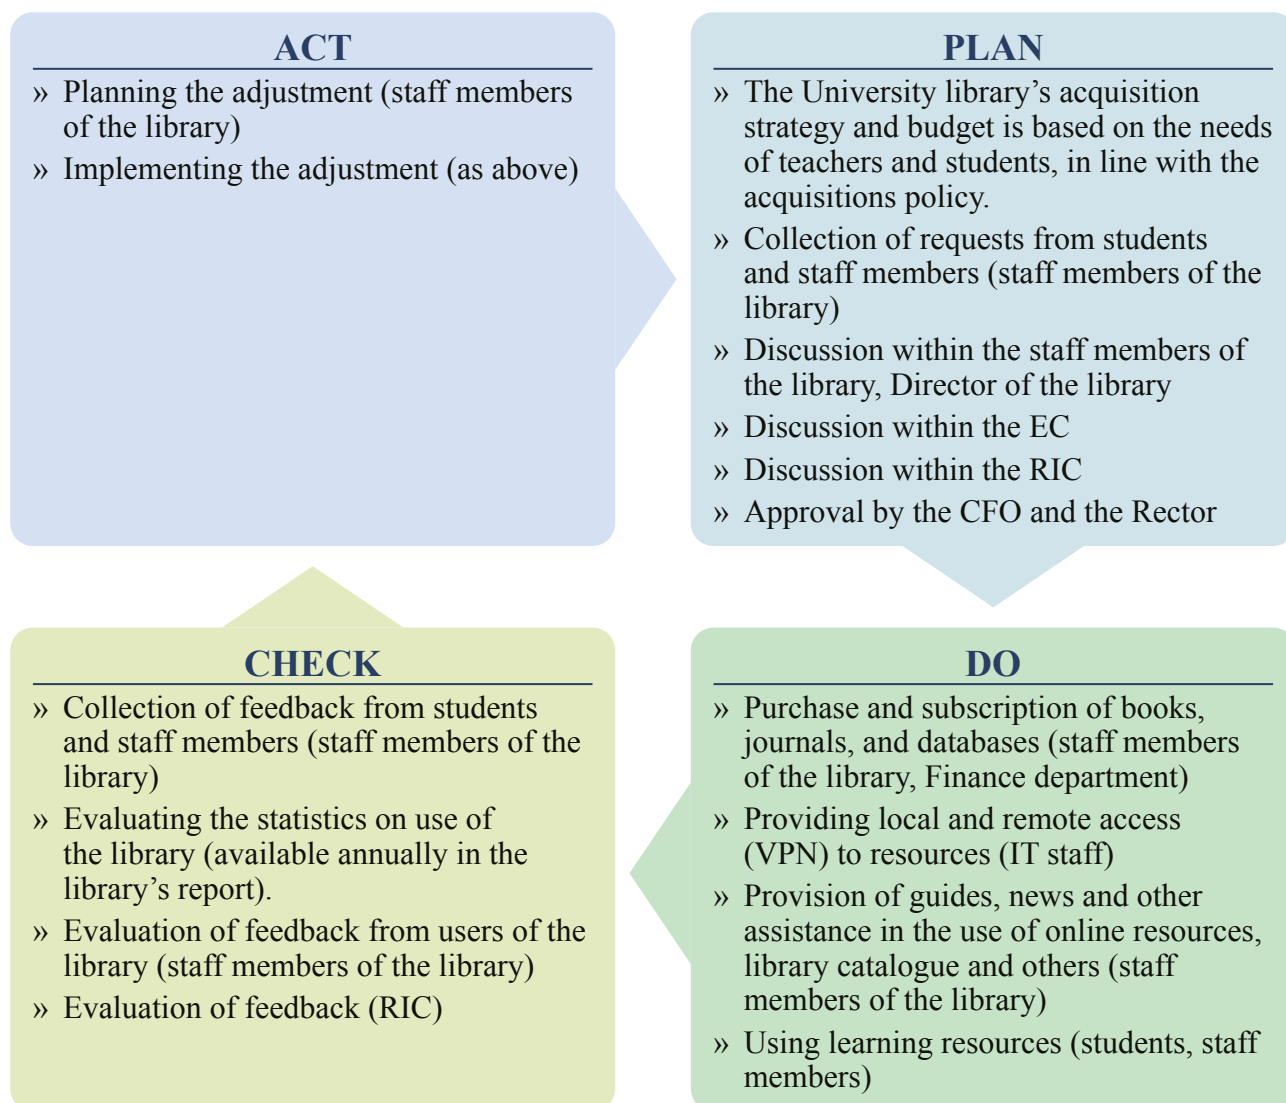 ACT
» Planning the adjustment (staff members
of the library)
» Implementing the adjustment (as above)
PLAN
» The University library’s acquisition
strategy and budget is based on the needs
of teachers and students, in line with the
acquisitions policy.
» Collection of requests from students
and staff members (staff members of the
library)
» Discussion within the staff members of
the library, Director of the library
» Discussion within the EC
» Discussion within the RIC
» Approval by the CFO and the Rector
CHECK
» Collection of feedback from students
and staff members (staff members of the
library)
» Evaluating the statistics on use of
the library (available annually in the
library’s report).
» Evaluation of feedback from users of the
library (staff members of the library)
» Evaluation of feedback (RIC)
DO
» Purchase and subscription of books,
journals, and databases (staff members
of the library, Finance department)
» Providing local and remote access
(VPN) to resources (IT staff)
» Provision of guides, news and other
assistance in the use of online resources,
library catalogue and others (staff
members of the library)
» Using learning resources (students, staff
members)